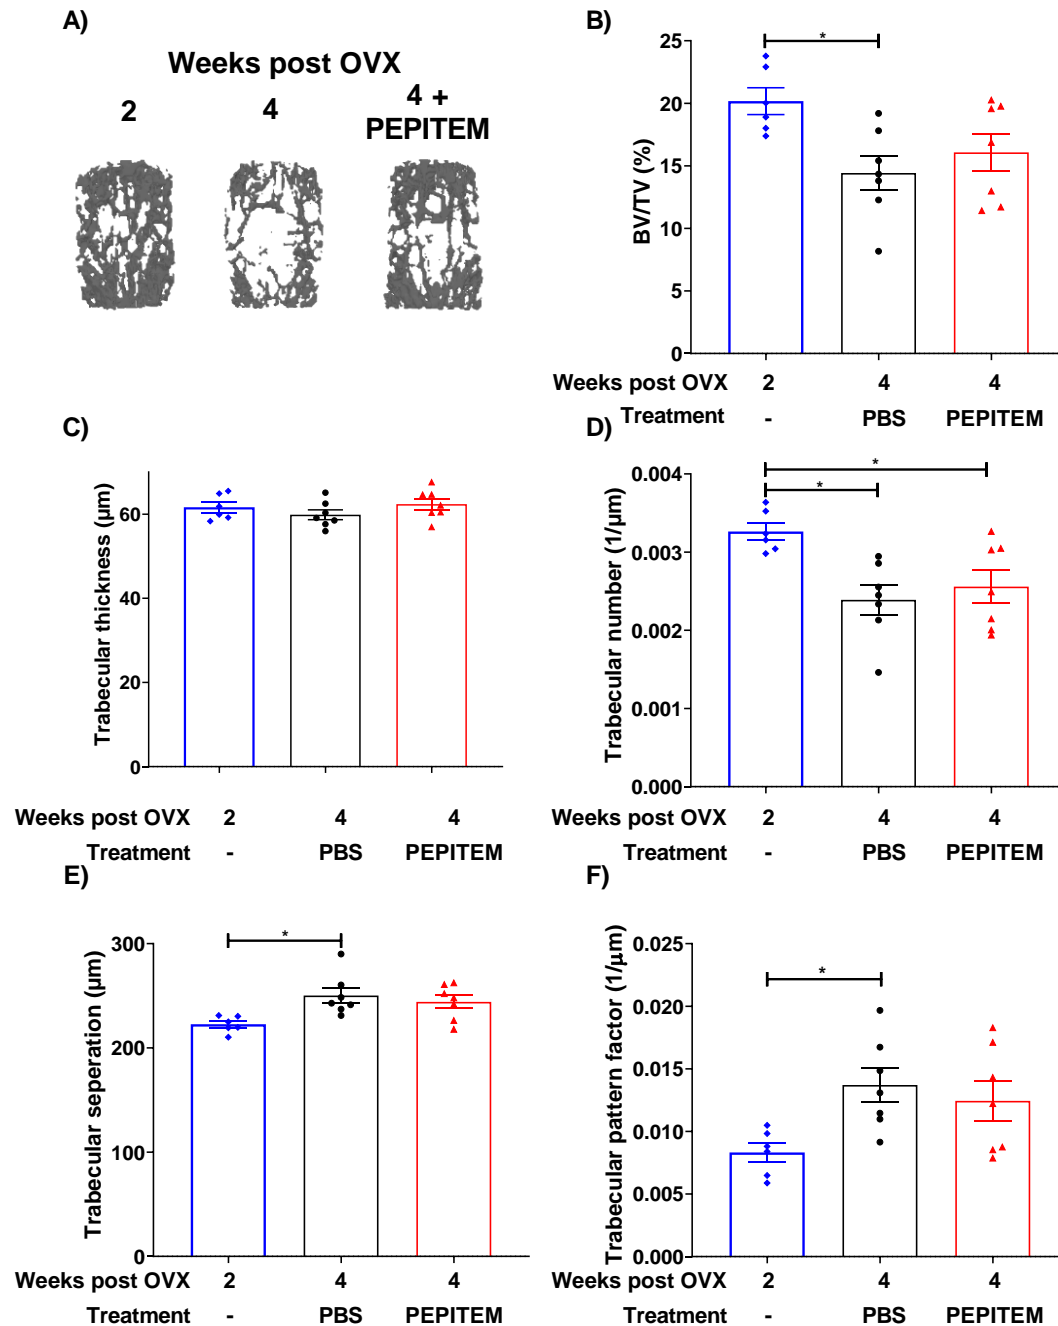 A)
Weeks post OVX
2
4
4 +
PEPITEM
B)
*
BV/TV (%)
25
20
15
10
5
0
Weeks post OVX 2 4 4
Treatment - PBS PEPITEM
C)
Trabecular thickness (μm)
60
40
20
0
Weeks post OVX 2 4 4
Treatment - PBS PEPITEM
D)
*
*
Trabecular number (1/μm)
0.004
0.003
0.002
0.001
0.000
Weeks post OVX 2 4 4
Treatment - PBS PEPITEM
E)
*
Trabecular seperation (μm)
300
200
100
0
Weeks post OVX 2 4 4
Treatment - PBS PEPITEM
F)
*
Trabecular pattern factor (1/μm)
0.025
0.020
0.015
0.010
0.005
0.000
Weeks post OVX 2 4 4
Treatment - PBS PEPITEM